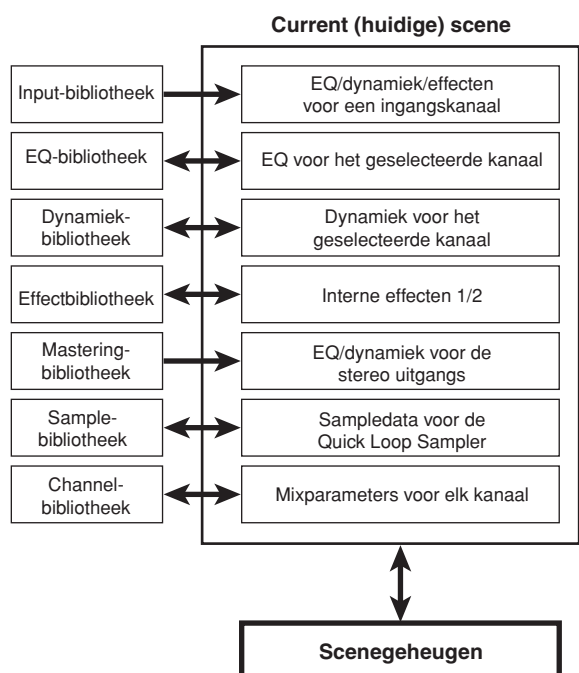 Current (huidige) scene
Input-bibliotheek
EQ/dynamiek/effecten
voor een ingangskanaal
EQ-bibliotheek
EQ voor het geselecteerde kanaal
Dynamiek-
bibliotheek
Dynamiek voor het
geselecteerde kanaal
Effectbibliotheek
Interne effecten 1/2
Mastering-
bibliotheek
EQ/dynamiek voor de
stereo uitgangs
Sample-
bibliotheek
Sampledata voor de
Quick Loop Sampler
Channel-
bibliotheek
Mixparameters voor elk kanaal
Scenegeheugen